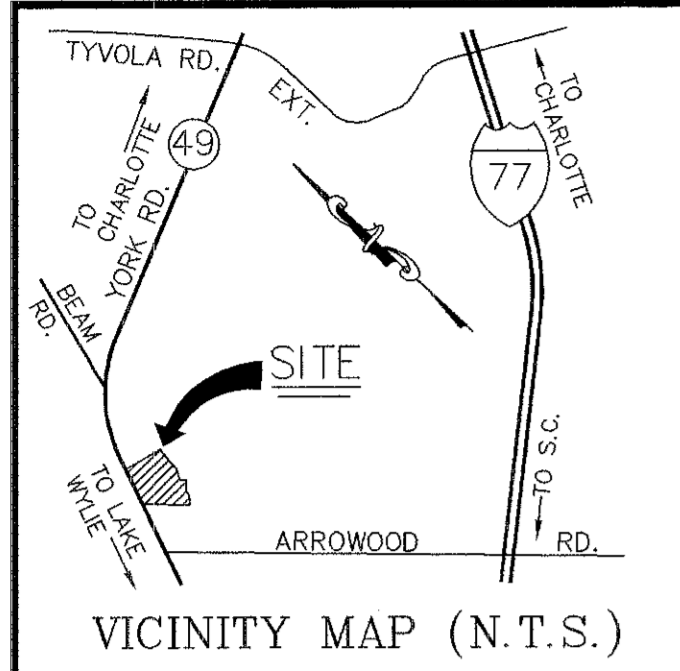 TYVOLA RD.
EXT.
TO
CHARLOTTE
49
YORK RD.
TO
CHARLOTTE
77
BEAM
RD.
SITE
TO LAKE
WYLIE
TO S.C.
ARROWOOD RD.
VICINITY MAP (N.T.S.)